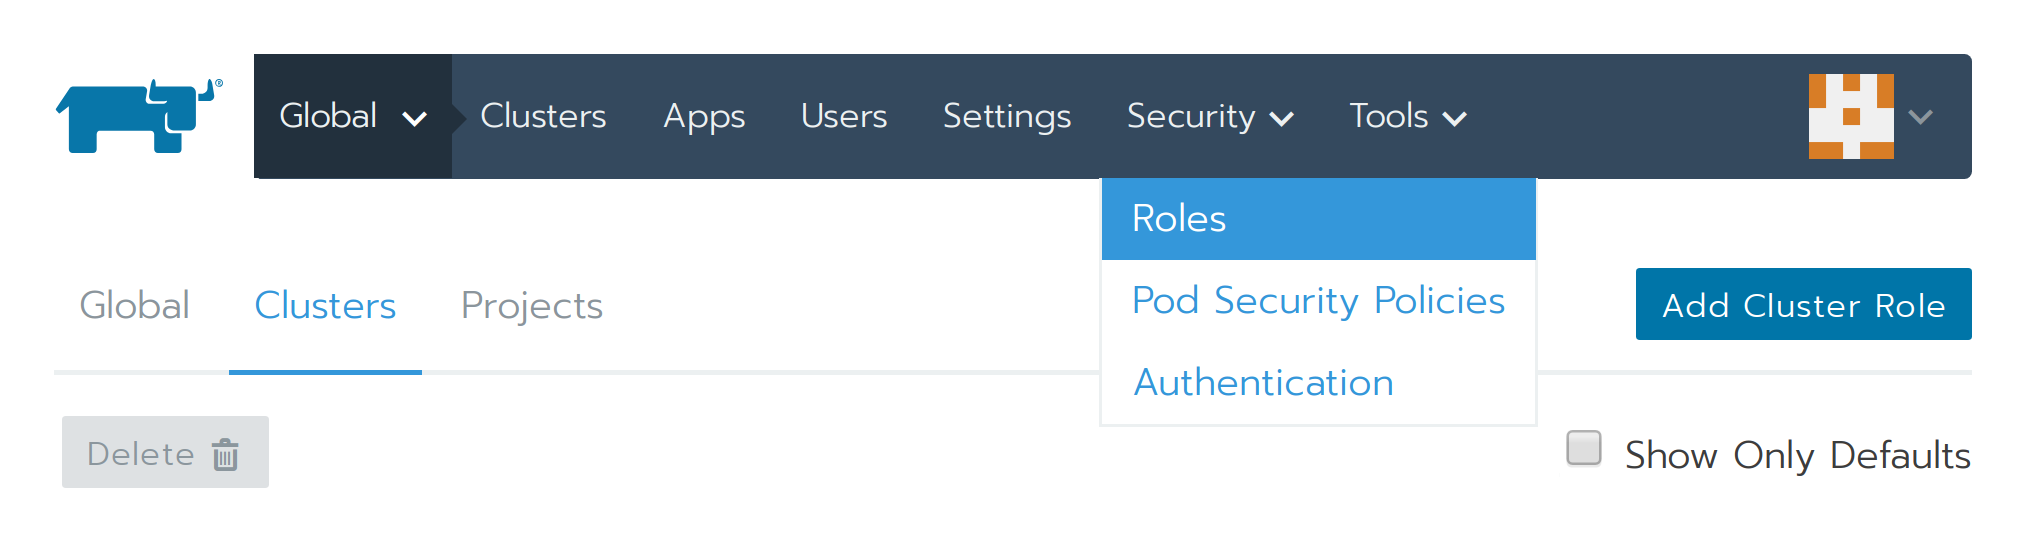 Global Clusters Apps Users Settings Security Tools
Roles
Pod Security Policies
Authentication
Global Clusters Projects
Add Cluster Role
Delete
Show Only Defaults